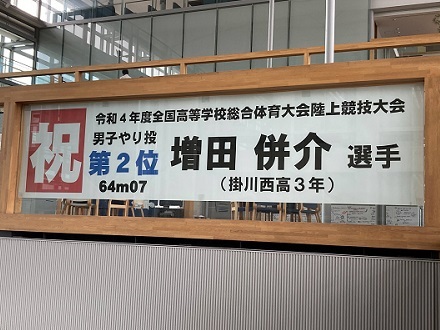 祝
令和4年度全国高等学校総合体育大会陸上競技大会
男子やり投
第2位
64m07
増田 併介 選手
(掛川西高3年)